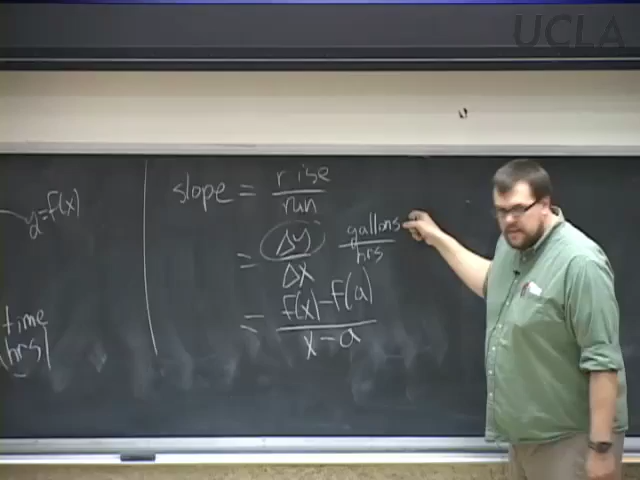 UCLA
y=f(x)
time
(hrs)
slope = rise
run
= Δy gallons
Δx hrs
= f(x)-f(a)
x-a